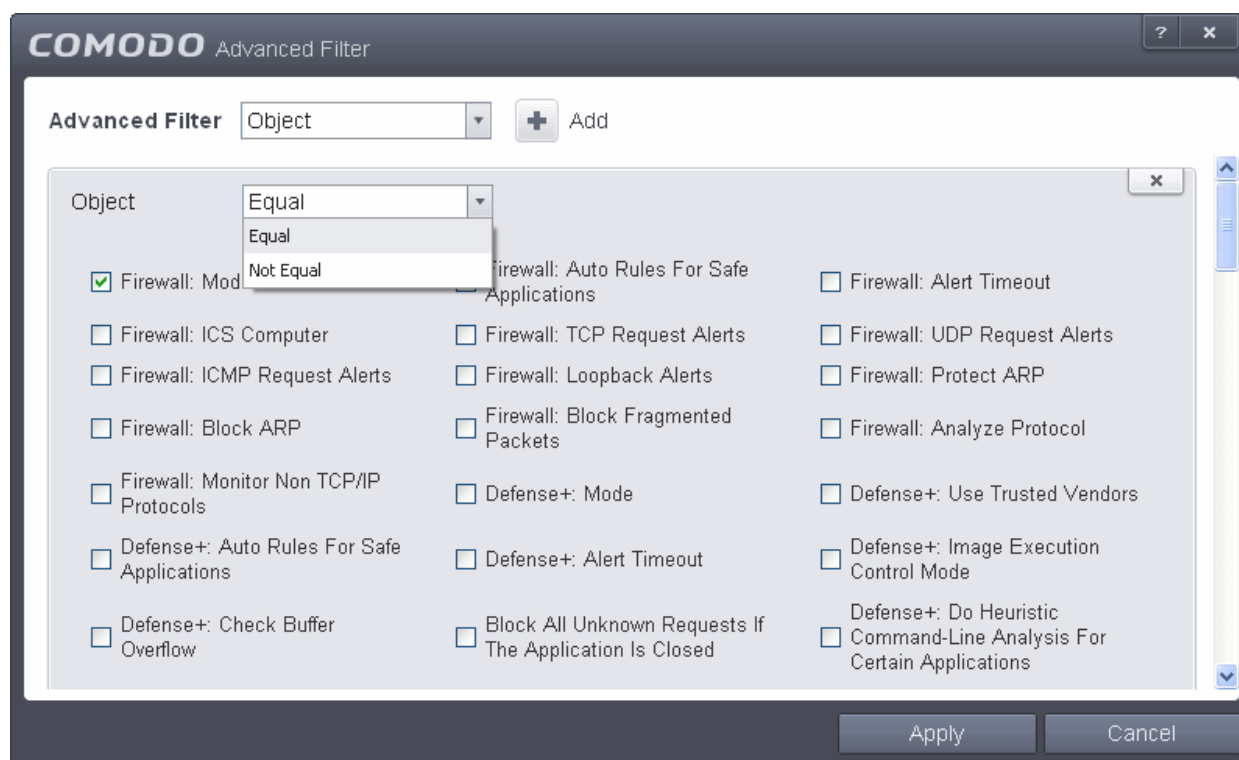 COMODO Advanced Filter
? x
Advanced Filter Object + Add
Object Equal
x
Equal
Not Equal
Firewall: Mod
Firewall: Auto Rules For Safe
Applications
Firewall: Alert Timeout
Firewall: ICS Computer
Firewall: TCP Request Alerts
Firewall: UDP Request Alerts
Firewall: ICMP Request Alerts
Firewall: Loopback Alerts
Firewall: Protect ARP
Firewall: Block ARP
Firewall: Block Fragmented
Packets
Firewall: Analyze Protocol
Firewall: Monitor Non TCP/IP
Protocols
Defense+: Mode
Defense+: Use Trusted Vendors
Defense+: Auto Rules For Safe
Applications
Defense+: Alert Timeout
Defense+: Image Execution
Control Mode
Defense+: Check Buffer
Overflow
Block All Unknown Requests If
The Application Is Closed
Defense+: Do Heuristic
Command-Line Analysis For
Certain Applications
Apply
Cancel